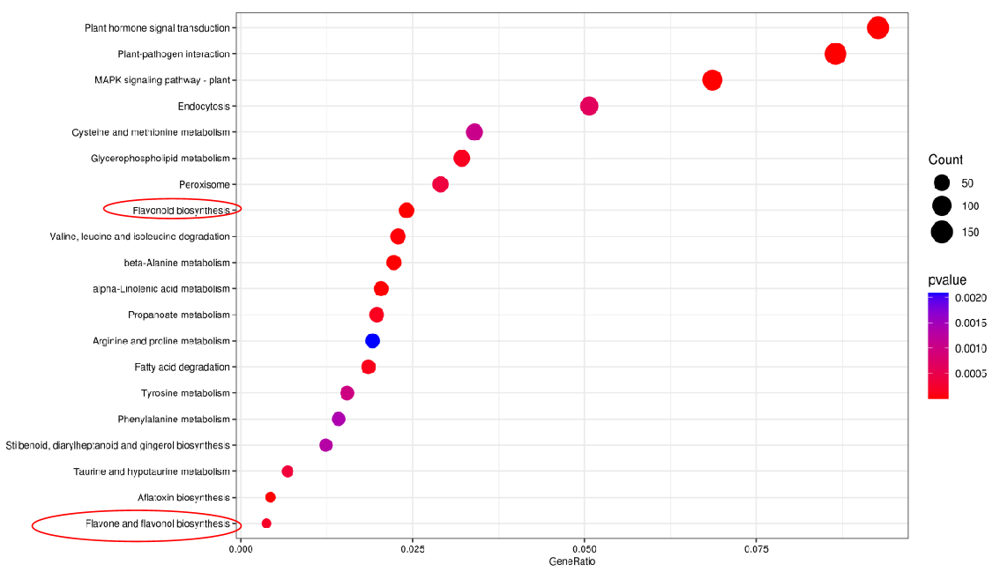 Plant hormone signal transduction
Plant-pathogen interaction
MAPK signaling pathway - plant
Endocytosis
Cysteine and methionine metabolism
Glycerophospholipid metabolism
Peroxisome
Flavonoid biosynthesis
Valine, leucine and isoleucine degradation
beta-Alanine metabolism
alpha-Linolenic acid metabolism
Propanoate metabolism
Arginine and proline metabolism
Fatty acid degradation
Tyrosine metabolism
Phenylalanine metabolism
Stilbenoid, diarylheptanoid and gingerol biosynthesis
Taurine and hypotaurine metabolism
Aflatoxin biosynthesis
Flavone and flavonol biosynthesis
0.000 0.025 0.050 0.075
GeneRatio
Count
50
100
150
pvalue
0.0020
0.0015
0.0010
0.0005